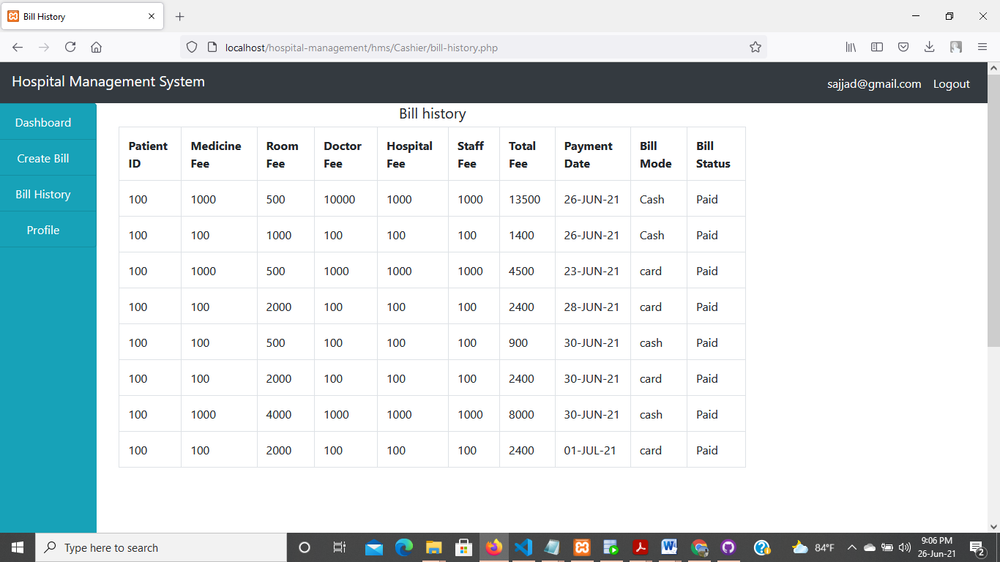 Bill History
localhost/hospital-management/hms/Cashier/bill-history.php
Hospital Management System sajjad@gmail.com Logout
Dashboard
Create Bill
Bill History
Profile
Bill history
Patient ID Medicine Fee Room Fee Doctor Fee Hospital Fee Staff Fee Total Fee Payment Date Bill Mode Bill Status
100 1000 500 10000 1000 1000 13500 26-JUN-21 Cash Paid
100 100 1000 100 100 100 1400 26-JUN-21 Cash Paid
100 1000 500 1000 1000 1000 4500 23-JUN-21 card Paid
100 100 2000 100 100 100 2400 28-JUN-21 card Paid
100 100 500 100 100 100 900 30-JUN-21 cash Paid
100 100 2000 100 100 100 2400 30-JUN-21 card Paid
100 1000 4000 1000 1000 1000 8000 30-JUN-21 cash Paid
100 100 2000 100 100 100 2400 01-JUL-21 card Paid
Type here to search
84°F
9:06 PM
26-Jun-21
2